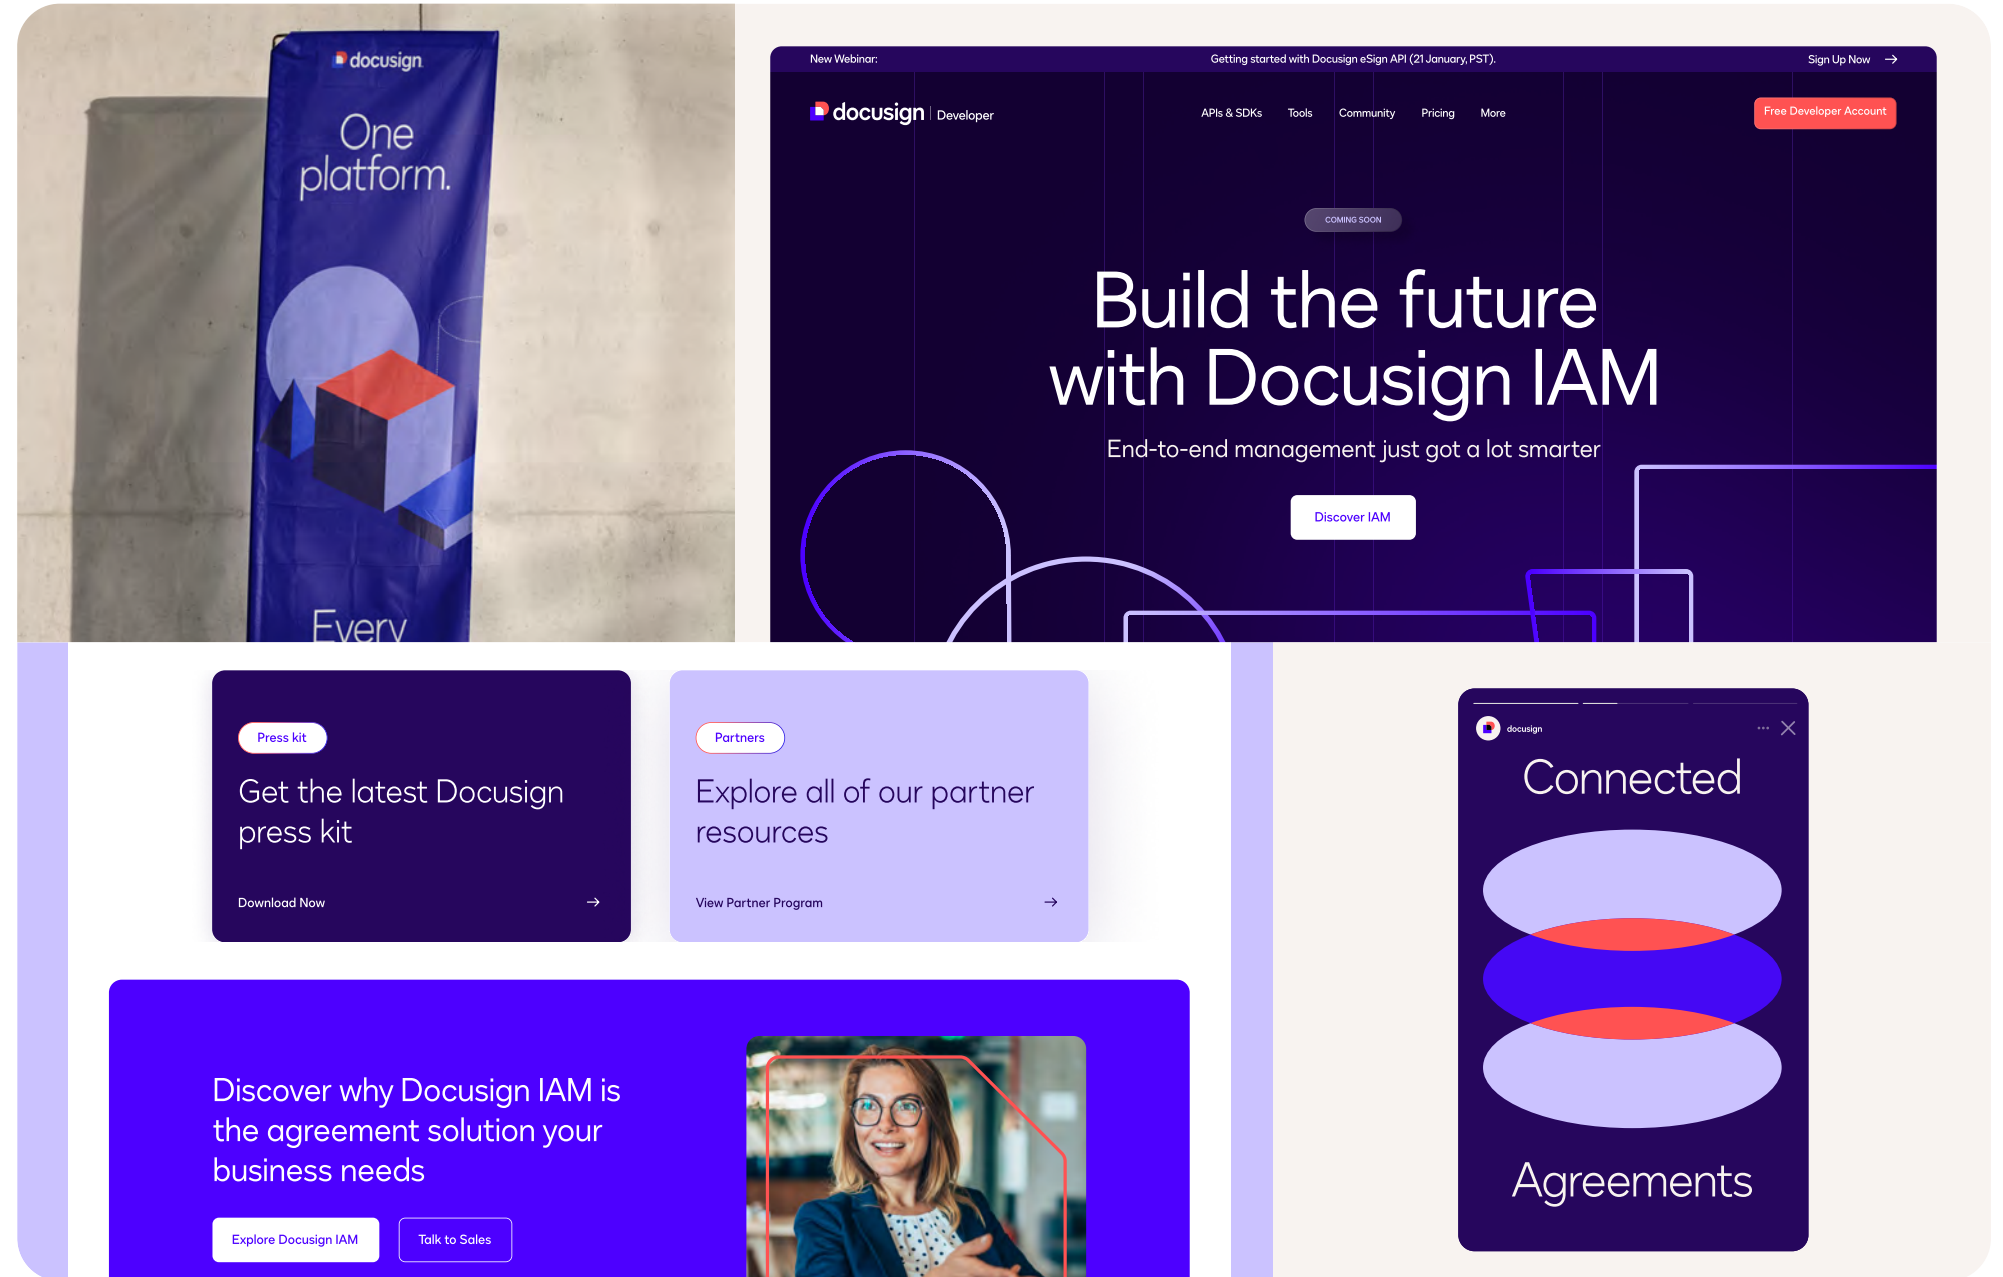 docusign
One
platform.
Every
New Webinar:
Getting started with Docusign eSign API (21 January, PST).
Sign Up Now
docusign | Developer
APIs & SDKs
Tools
Community
Pricing
More
Free Developer Account
COMING SOON
Build the future
with Docusign IAM
End-to-end management just got a lot smarter
Discover IAM
Press kit
Get the latest Docusign
press kit
Download Now
Partners
Explore all of our partner
resources
View Partner Program
Discover why Docusign IAM is
the agreement solution your
business needs
Explore Docusign IAM
Talk to Sales
docusign
Connected
Agreements